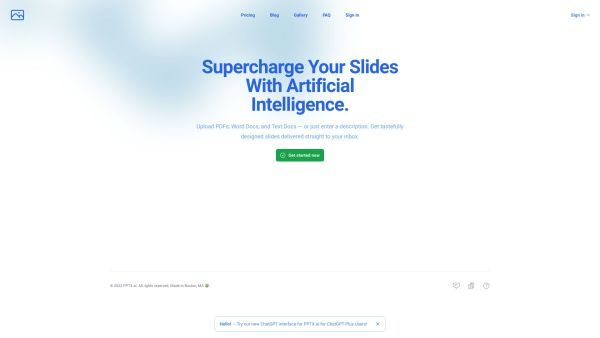 Pricing
Blog
Gallery
FAQ
Sign in
Sign in
Supercharge Your Slides
With Artificial
Intelligence.
Upload PDFs, Word Docs, and Text Docs — or just enter a description. Get tastefully
designed slides delivered straight to your inbox.
Get started now
© 2023 PPTX.ai. All rights reserved. Made in Boston, MA
Hello! – Try our new ChatGPT interface for PPTX.ai for ChatGPT Plus Users!